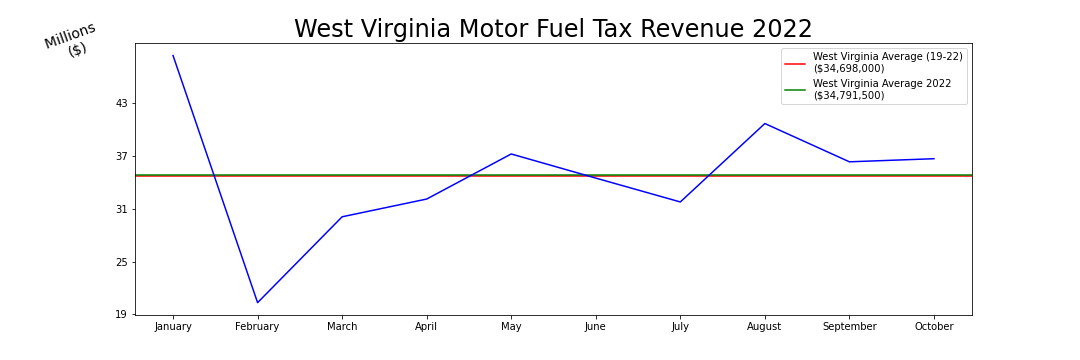 West Virginia Motor Fuel Tax Revenue 2022
Millions
($)
West Virginia Average (19-22)
($34,698,000)
West Virginia Average 2022
($34,791,500)
43
37
31
25
19
January February March April May June July August September October